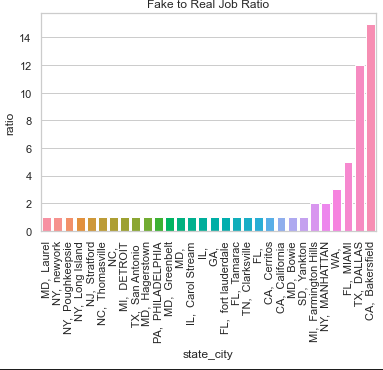 Fake to Real Job Ratio
14
12
10
8
6
4
2
0
ratio
MD, Laurel
NY, newyork
NY, Poughkeepsie
NY, Long Island
NJ, Stratford
NC, Thomasville
NC,
MI, DETROIT
TX, San Antonio
MD, Hagerstown
PA, PHILADELPHIA
MD, Greenbelt
MD,
IL, Carol Stream
IL,
GA,
FL, fort lauderdale
FL, Tamarac
TN, Clarksville
FL,
CA, Cerritos
CA, California
MD, Bowie
SD, Yankton
MI, Farmington Hills
NY, MANHATTAN
WA,
FL, MIAMI
TX, DALLAS
CA, Bakersfield
state_city